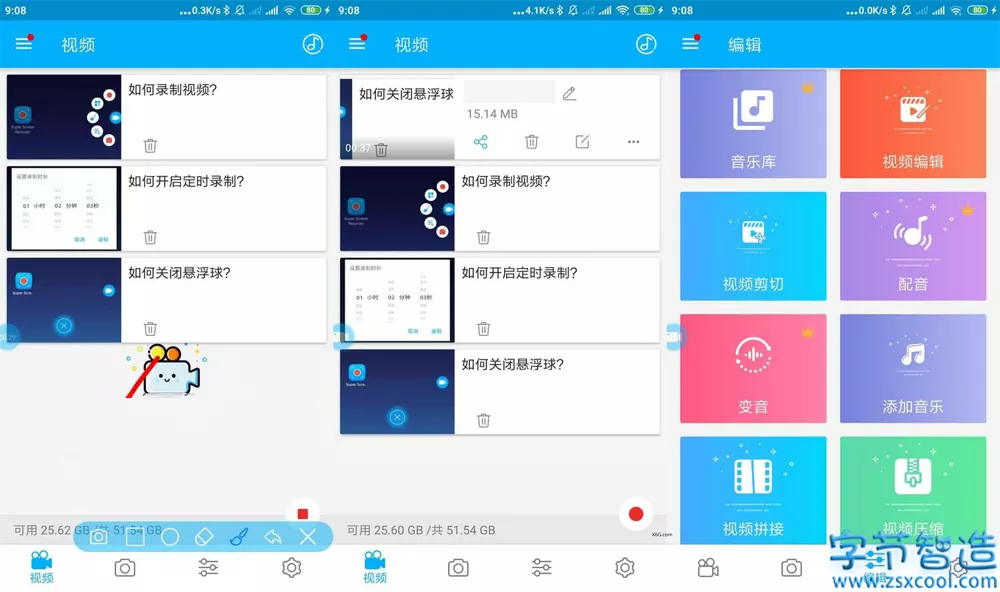 9:08
...0.3K/s
80
视频
如何录制视频?
Super Screen
Recorder
如何开启定时录制?
设置录制时长
01 小时 02 分钟 03秒
取消 录制
如何关闭悬浮球?
Super Scre...
00:27
可用 25.62 GB /共 51.54 GB
视频
9:08
...4.1K/s
80
视频
如何关闭悬浮球
15.14 MB
00:37
如何录制视频?
Super Screen
Recorder
如何开启定时录制?
设置录制时长
01 小时 02 分钟 03秒
取消 录制
如何关闭悬浮球?
Super Scre...
可用 25.60 GB /共 51.54 GB
X6G.com
视频
9:08
...0.0K/s
80
编辑
音乐库
视频编辑
视频剪切
配音
变音
添加音乐
视频拼接
视频压缩
编辑
字节智造
www.zsxcool.com